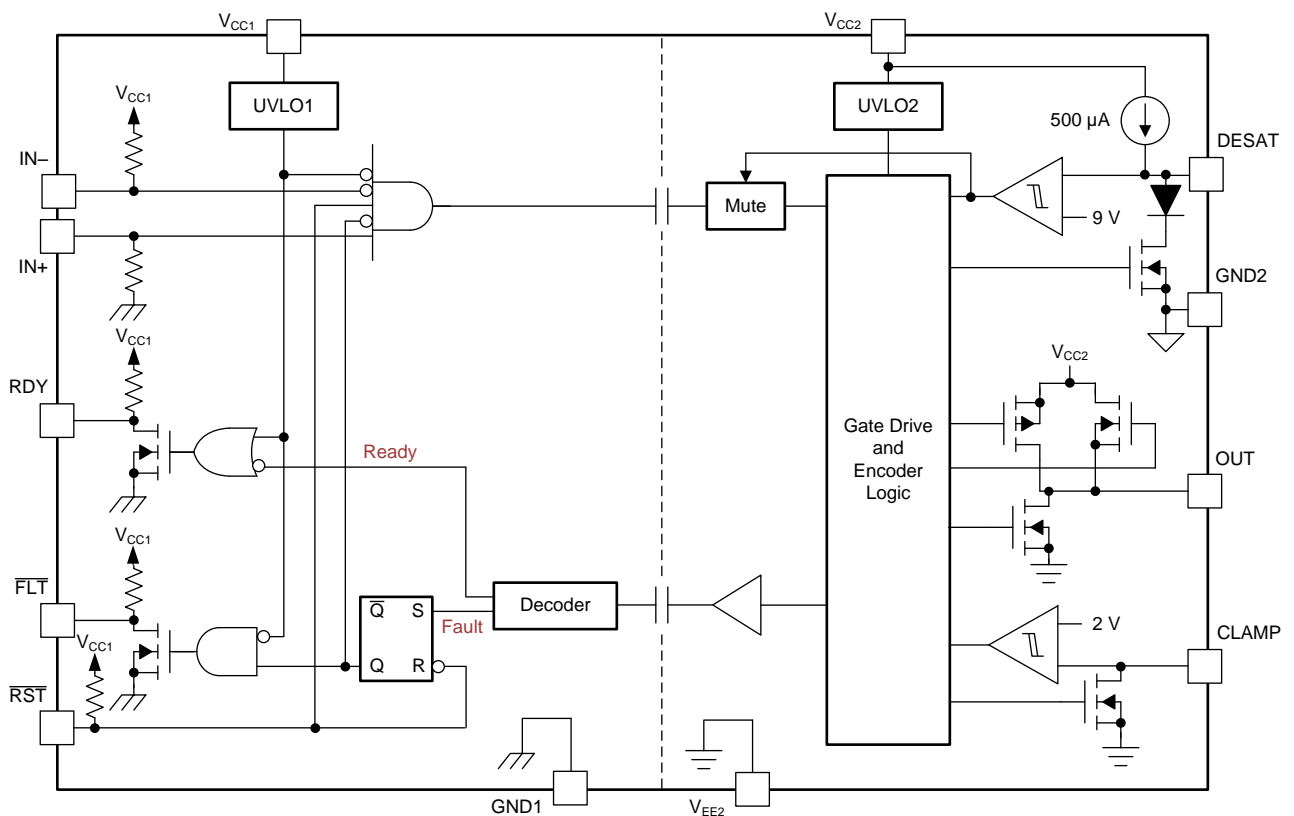 VCC1
VCC2
VCC1
UVLO1
UVLO2
500 µA
DESAT
IN–
Mute
9 V
IN+
GND2
VCC1
VCC2
RDY
Ready
Gate Drive
and
Encoder
Logic
OUT
VCC1
FLT
Q
S
Decoder
Fault
2 V
CLAMP
VCC1
Q
R
RST
GND1
VEE2